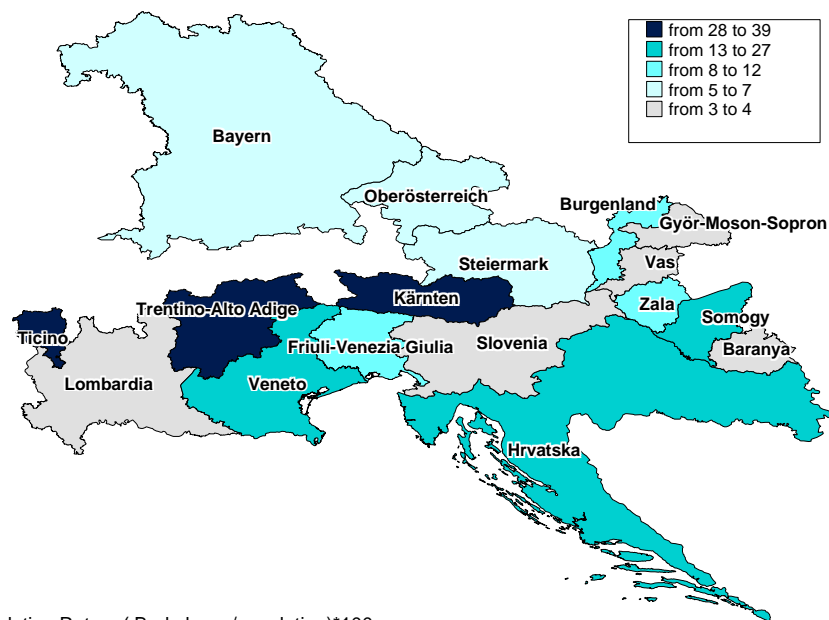 from 28 to 39
from 13 to 27
from 8 to 12
from 5 to 7
from 3 to 4
Bayern
Oberösterreich
Burgenland
Györ-Moson-Sopron
Steiermark
Vas
Kärnten
Trentino-Alto Adige
Zala
Somogy
Ticino
Friuli-Venezia Giulia
Slovenia
Baranya
Lombardia
Veneto
Hrvatska